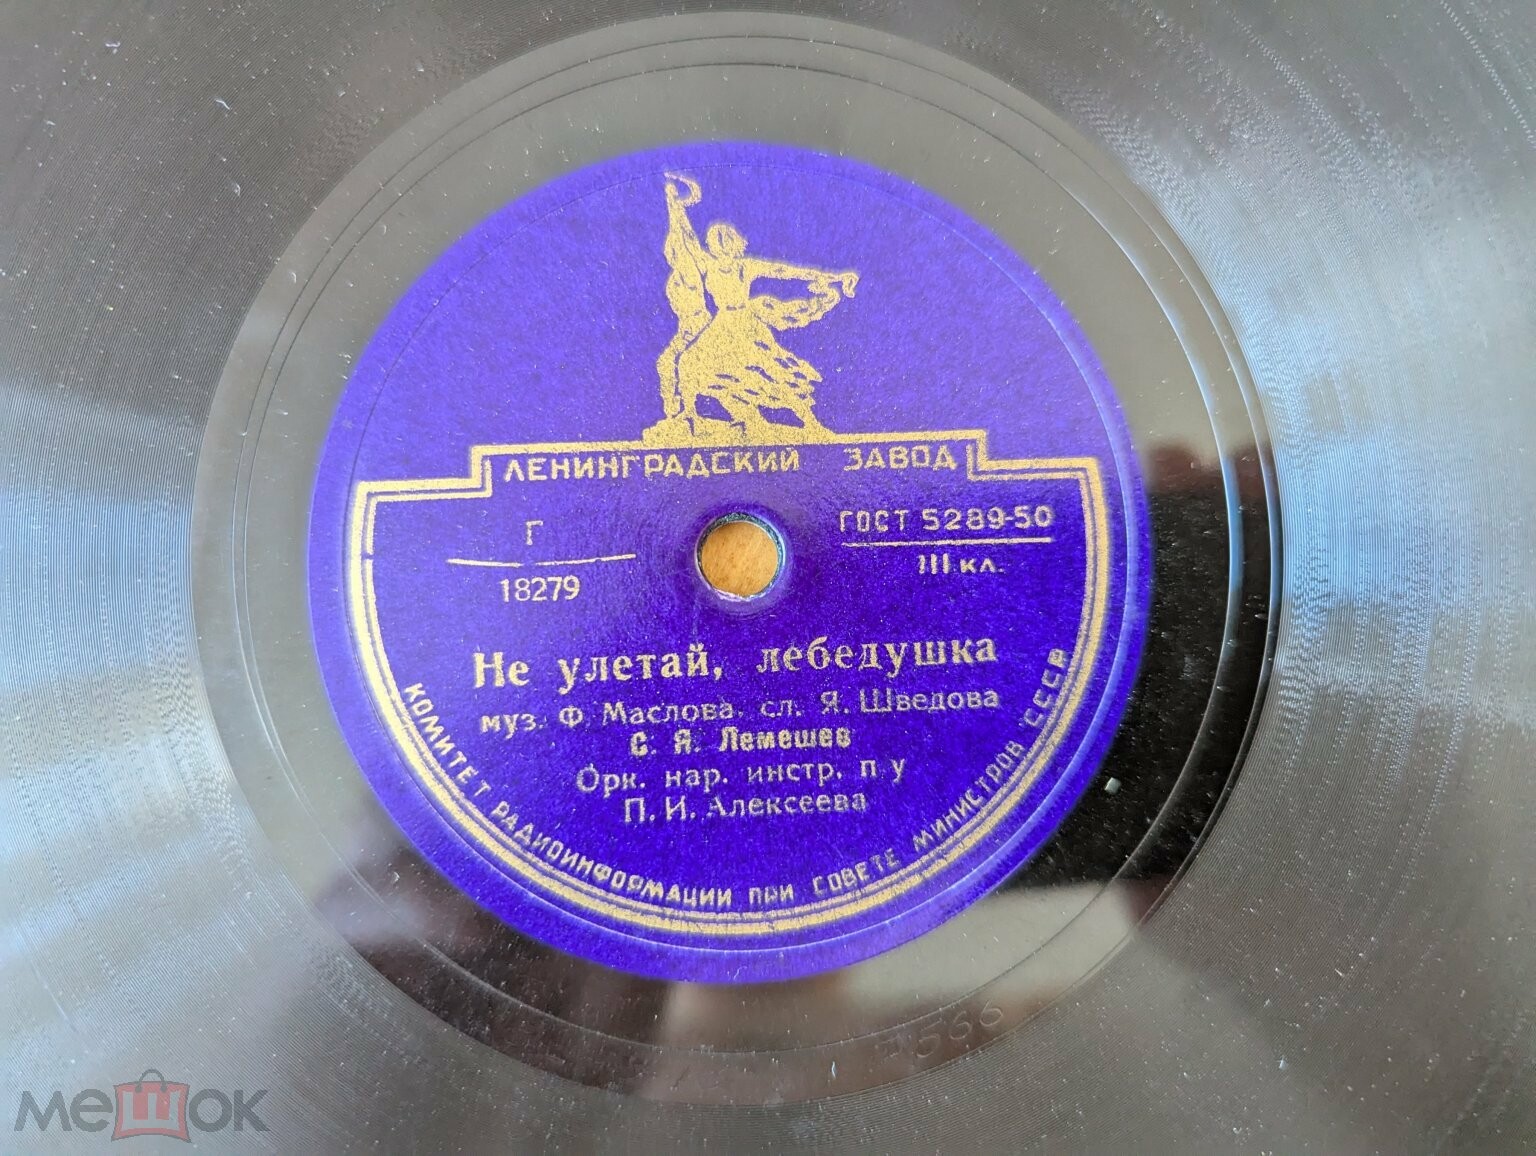 ЛЕНИНГРАДСКИЙ ЗАВОД
Г
18279
ГОСТ 5289-50
III кл.
Не улетай, лебедушка
муз. Ф. Маслова, сл. Я. Шведова
С. Я. Лемешев
Орк. нар. инстр. п/у
П. И. Алексеева
КОМИТЕТ РАДИОИНФОРМАЦИИ ПРИ СОВЕТЕ МИНИСТРОВ СССР
мешок